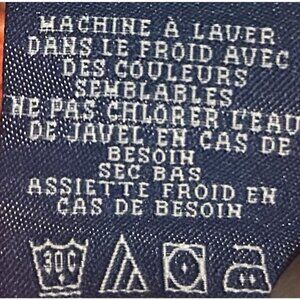 MACHINE À LAVER
DANS LE FROID AVEC
DES COULEURS
SEMBLABLES
NE PAS CHLORER L'EAU
DE JAVEL EN CAS DE
BESOIN
SEC BAS
ASSIETTE FROID EN
CAS DE BESOIN
30C